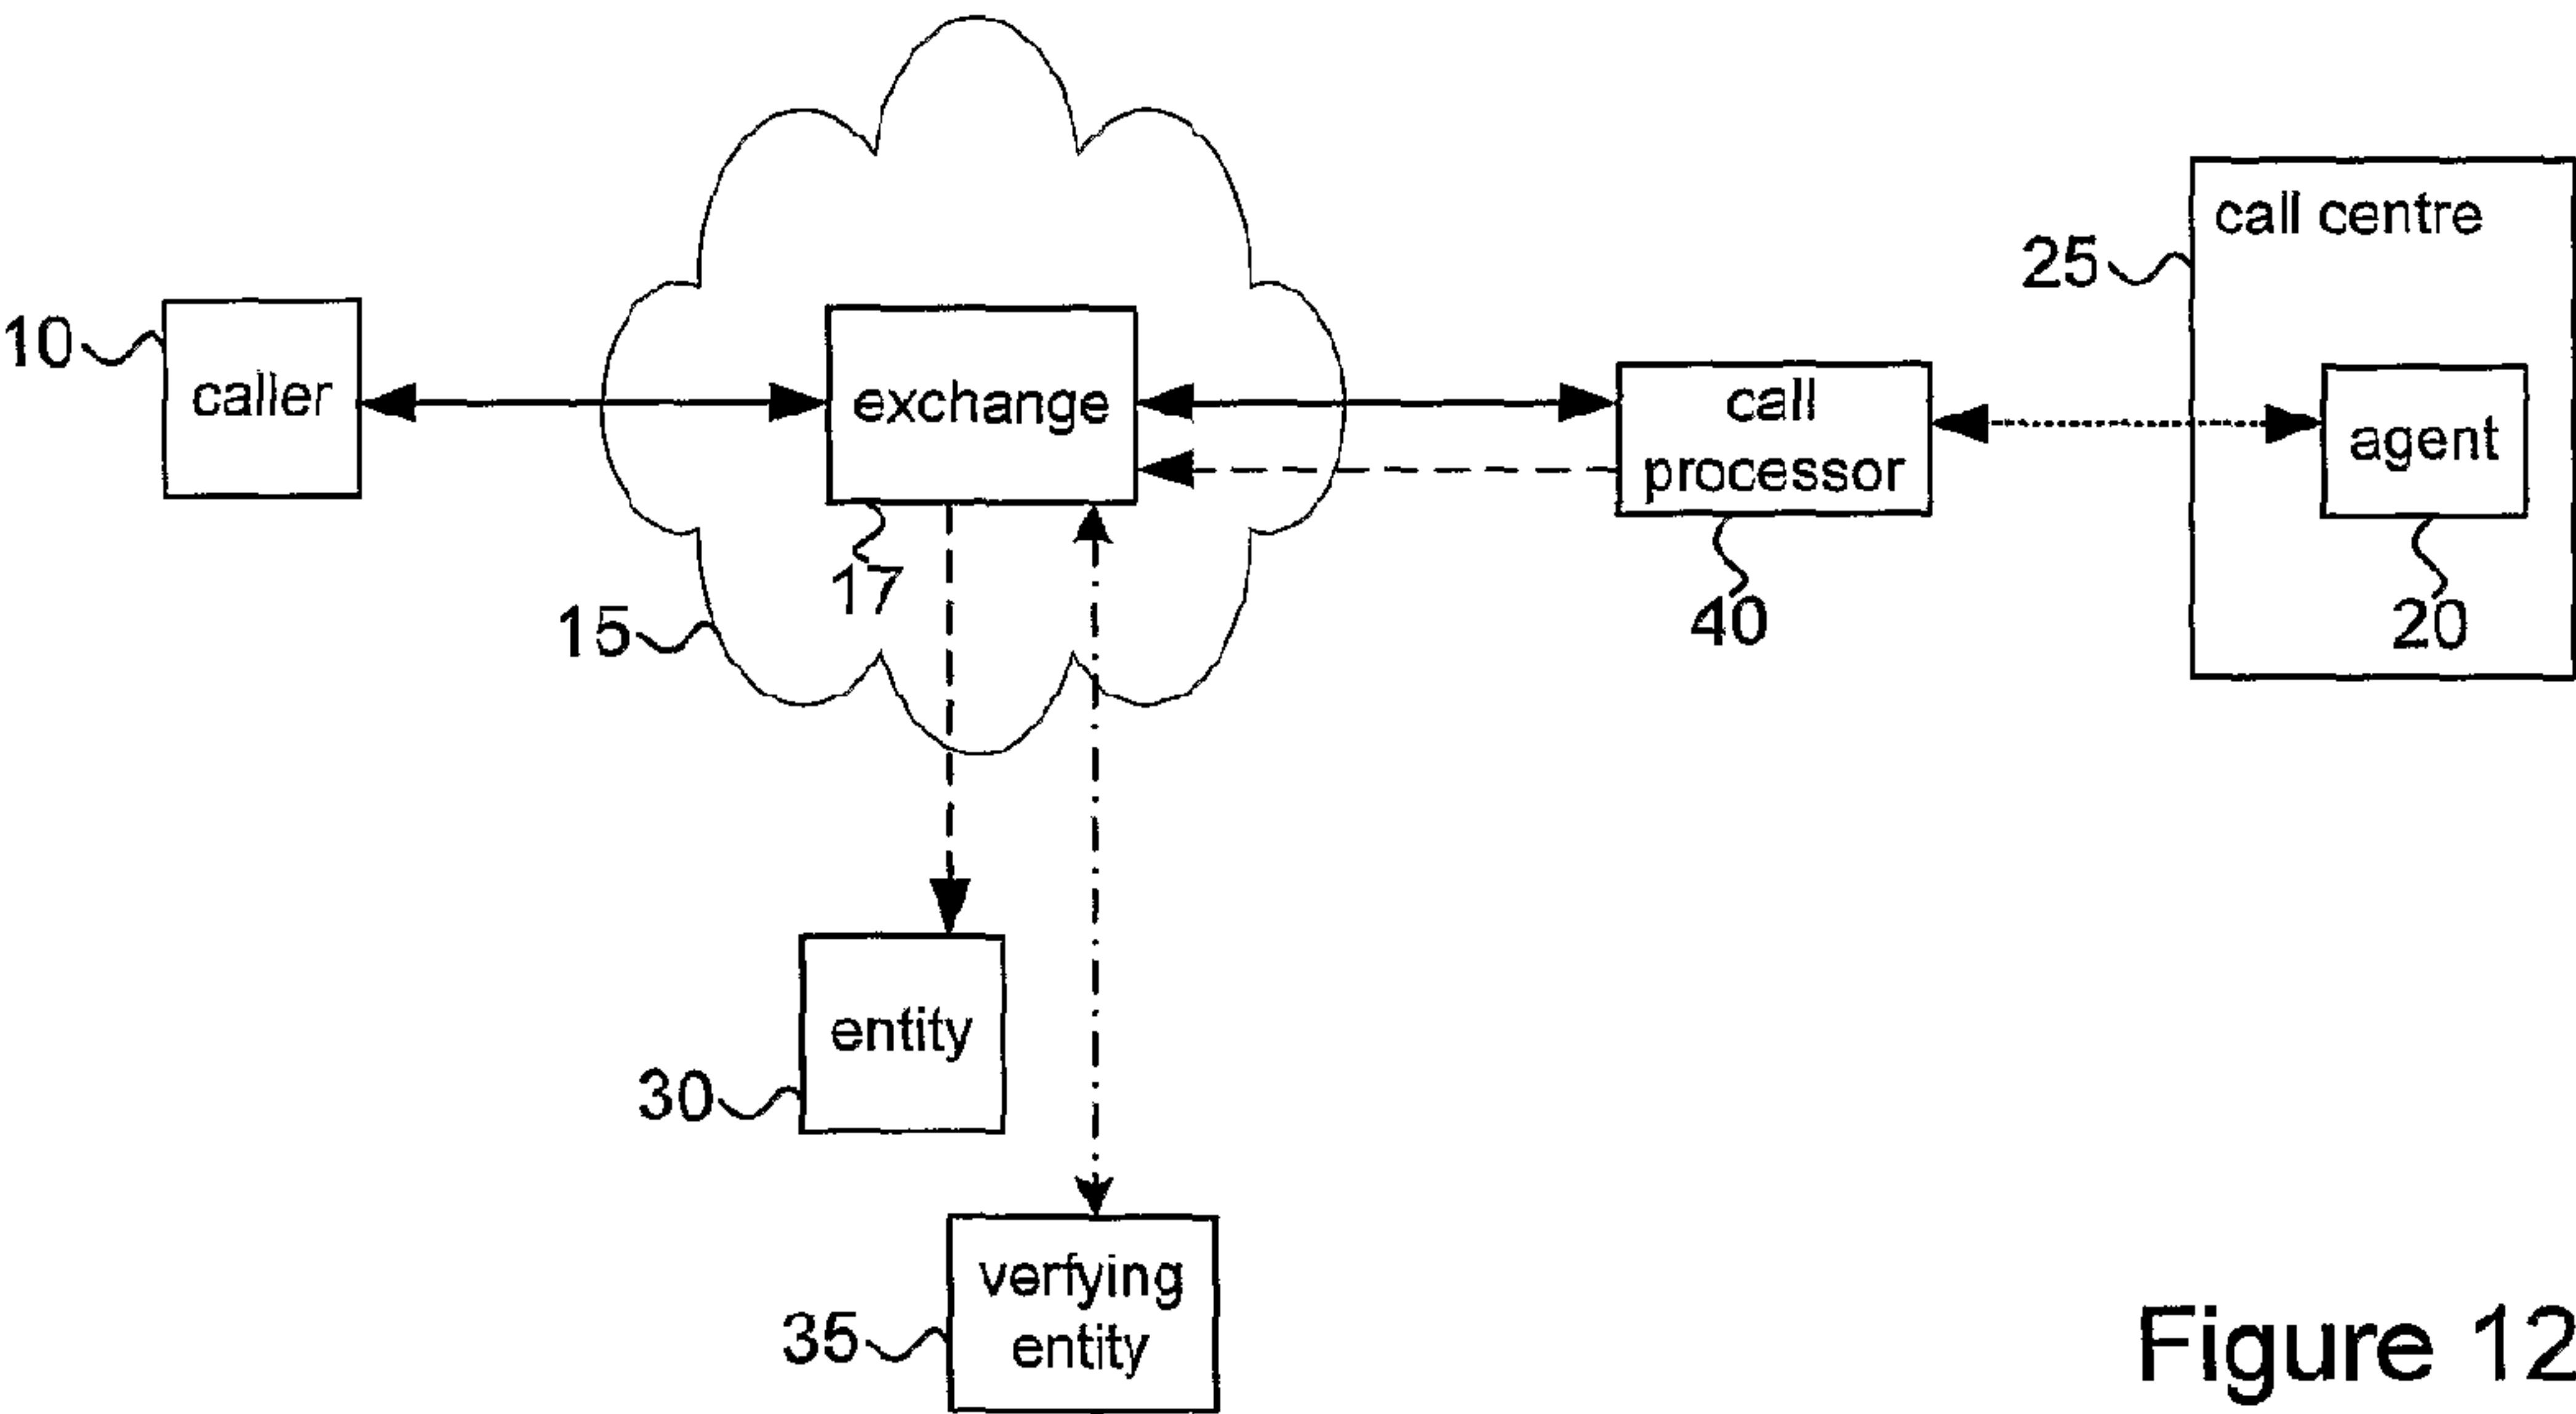 call centre
25
10
caller
exchange
call
processor
agent
17
15
40
20
entity
30
verfying
entity
35
Figure 12